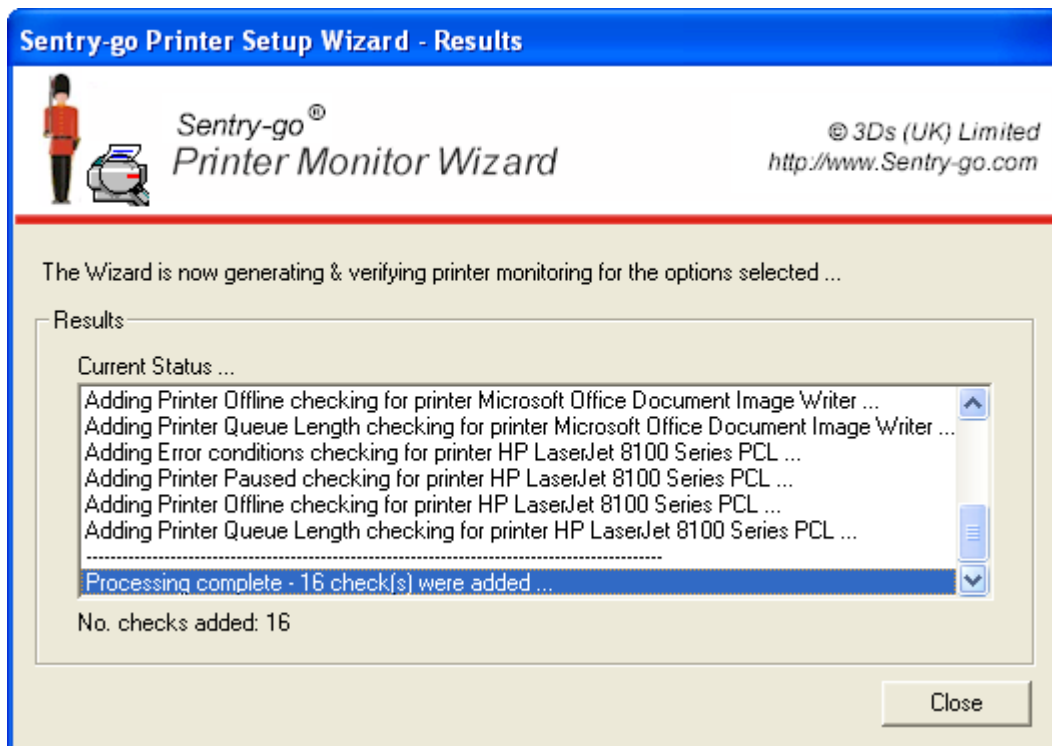 Sentry-go Printer Setup Wizard - Results
Sentry-go®
Printer Monitor Wizard
© 3Ds (UK) Limited
http://www.Sentry-go.com
The Wizard is now generating & verifying printer monitoring for the options selected ...
Results
Current Status ...
Adding Printer Offline checking for printer Microsoft Office Document Image Writer ...
Adding Printer Queue Length checking for printer Microsoft Office Document Image Writer ...
Adding Error conditions checking for printer HP LaserJet 8100 Series PCL ...
Adding Printer Paused checking for printer HP LaserJet 8100 Series PCL ...
Adding Printer Offline checking for printer HP LaserJet 8100 Series PCL ...
Adding Printer Queue Length checking for printer HP LaserJet 8100 Series PCL ...
------------------------------------------------------------------------------------------------
Processing complete - 16 check(s) were added ...
No. checks added: 16
Close